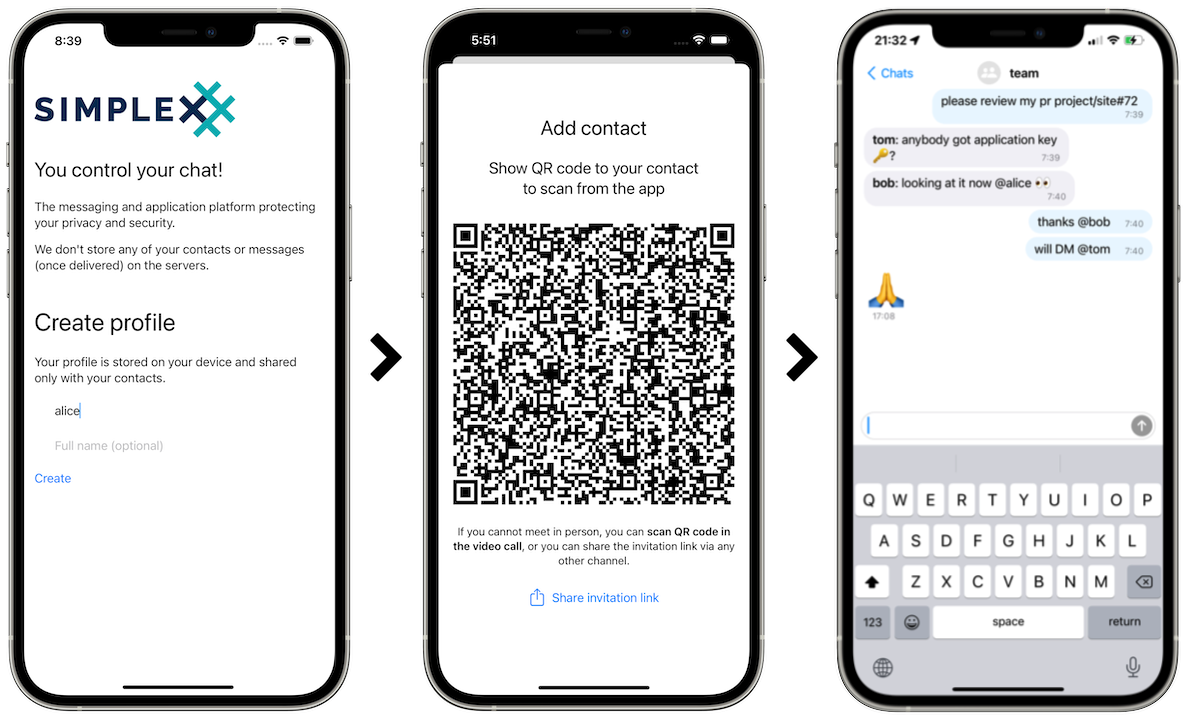 8:39
SIMPLEX
You control your chat!
The messaging and application platform protecting
your privacy and security.
We don't store any of your contacts or messages
(once delivered) on the servers.
Create profile
Your profile is stored on your device and shared
only with your contacts.
alice
Full name (optional)
Create
5:51
Add contact
Show QR code to your contact
to scan from the app
If you cannot meet in person, you can scan QR code in
the video call, or you can share the invitation link via any
other channel.
Share invitation link
21:32
Chats
team
please review my pr project/site#72
7:39
tom: anybody got application key
🔑?
7:39
bob: looking at it now @alice 👀
7:40
thanks @bob 7:40
will DM @tom 7:40
🙏
17:08
Q W E R T Y U I O P
A S D F G H J K L
Z X C V B N M
123 space return